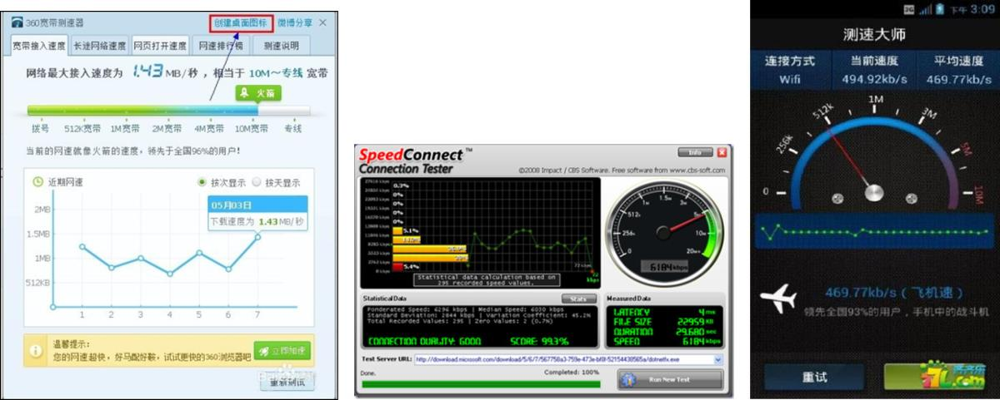 360宽带测速器
创建桌面图标 微博分享
宽带接入速度 长途网络速度 网页打开速度 网速排行榜 测速说明
网络最大接入速度为 1.43 MB/秒，相当于 10M～专线 宽带
火箭
拨号 512K宽带 1M宽带 2M宽带 4M宽带 10M宽带 专线
当前的网速就像火箭的速度，领先于全国96%的用户！
近期网速 按次显示 按天显示
05月03日
下载速度为 1.43 MB/秒
2MB
1.5MB
1MB
512KB
1 2 3 4 5 6 7
温馨提示：
您的网速超快，好马配好鞍，试试更快的360浏览器吧
立即加速
重新测试
SpeedConnect™
Connection Tester
Info
©2008 Impact / CBS Software. Free software from www.cbs-soft.com
0.3%
0%
0%
0%
0%
5.1%
5.4%
72
kbps
Statistical data calculation based on
295 recorded speed values.
0 256k 512k 1m 1.5m 3m 5m 10m 20m+
6184 kbps
Statistical Data
Stats
Ponderated Speed: 6296 kbps | Median Speed: 6030 kbps
Standard Deviation: 2844 kbps | Variation Coefficient: 45.2%
Total Recorded Values: 295 | Zero Values: 2 (0.7%)
CONNECTION QUALITY: GOOD SCORE: 99.3%
Measured Data
LATENCY 4 ms
FILE SIZE 22959 KB
DURATION 29.680 sec
SPEED 6184 kbps
Test Server URL: http://download.microsoft.com/download/5/6/7/567758a3-759e-473e-bf8f-52154439565a/dotnetfx.exe
Done.
Completed: 100%
Run New Test
3G 下午 3:09
测速大师
连接方式 当前速度 平均速度
Wifi 494.92kb/s 469.77kb/s
0 256k 512k 1M 3M 5M 10M
469.77kb/s（飞机速）
领先全国93%的用户，手机中的战斗机
重试